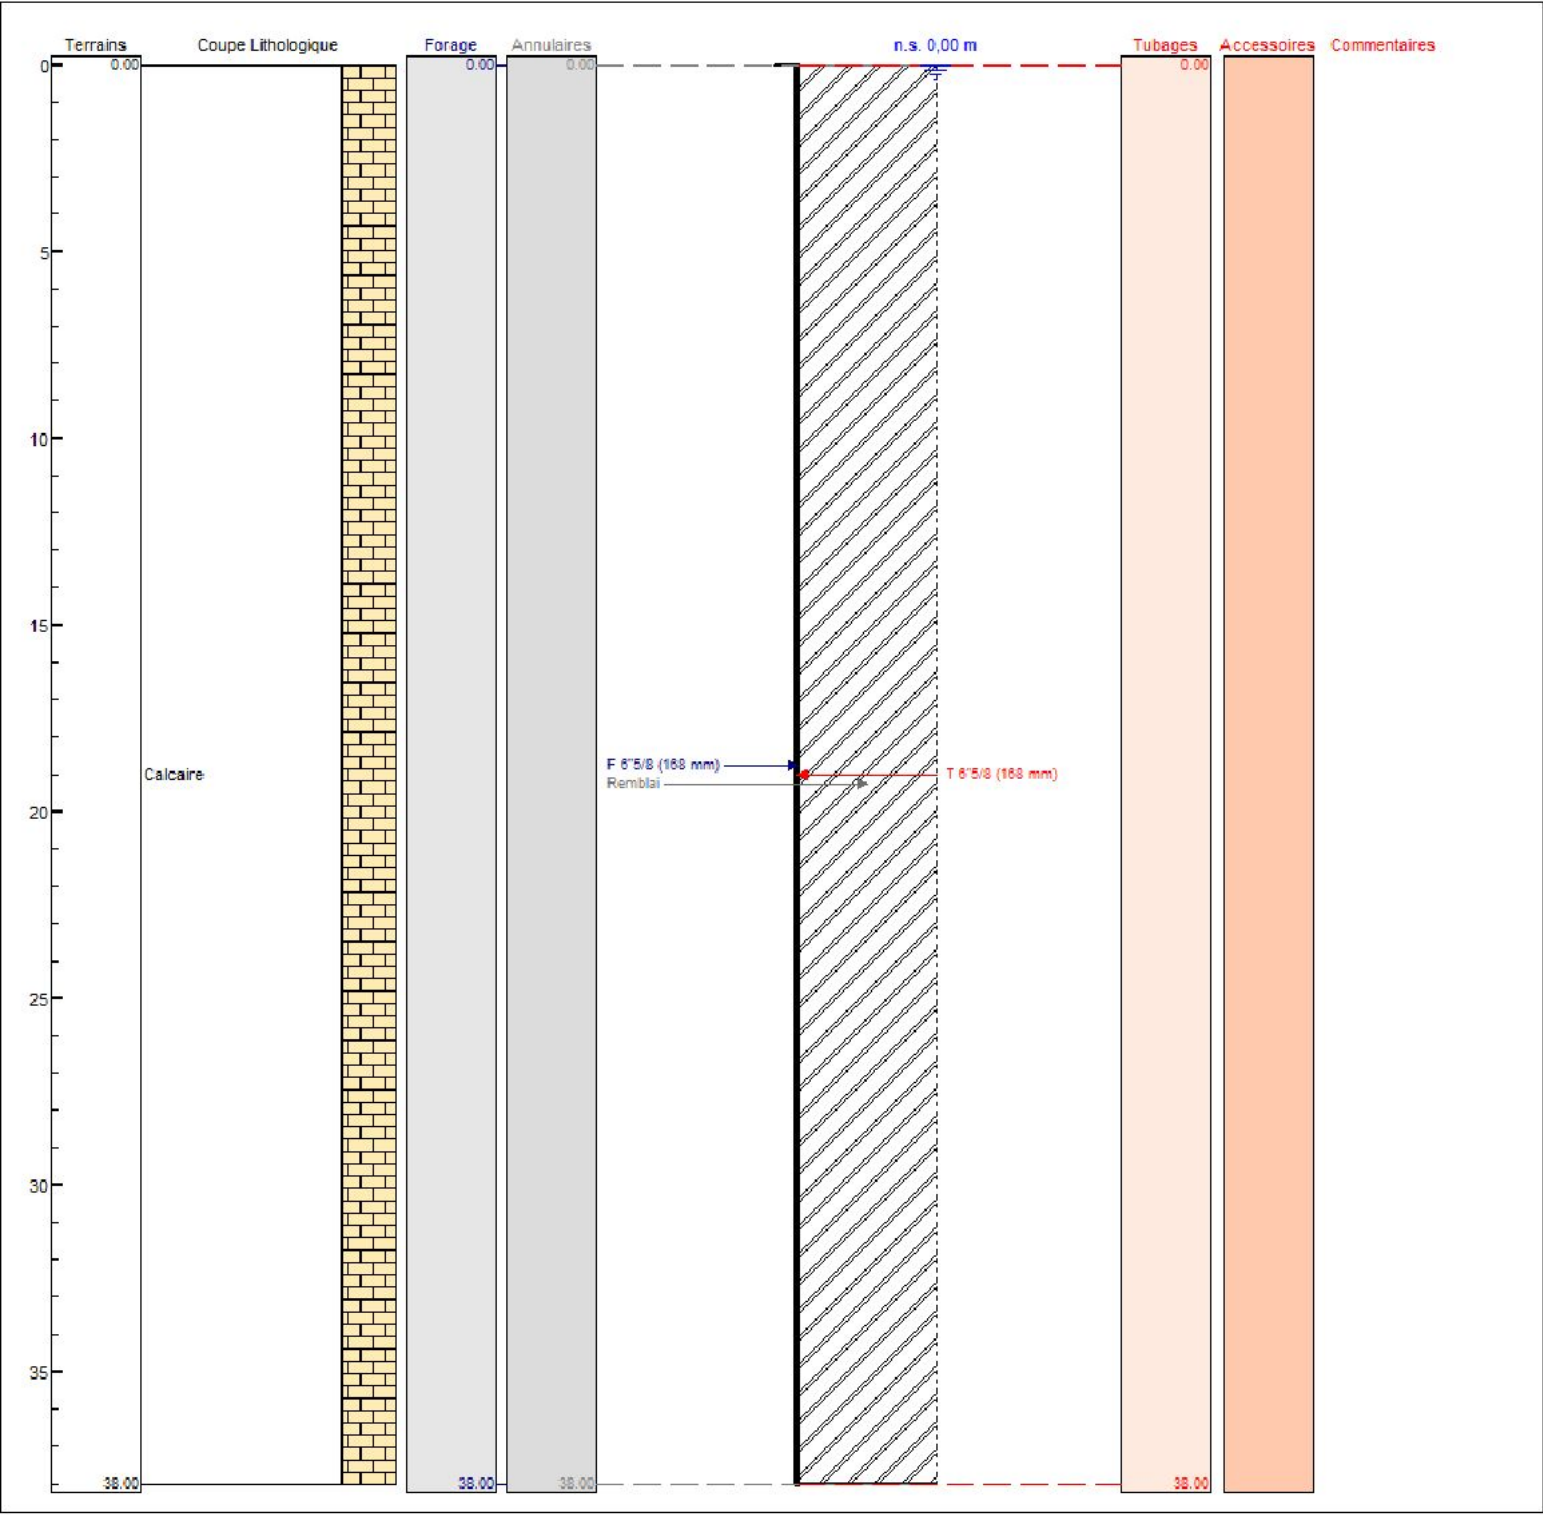 Terrains Coupe Lithologique Forage Annulaires n.s. 0,00 m Tubages Accessoires Commentaires
0 0.00 0.00 0.00 0.00
5
10
15
F 6"5/8 (168 mm)
Calcaire T 6"5/8 (168 mm)
Remblai
20
25
30
35
38.00 38.00 38.00 38.00